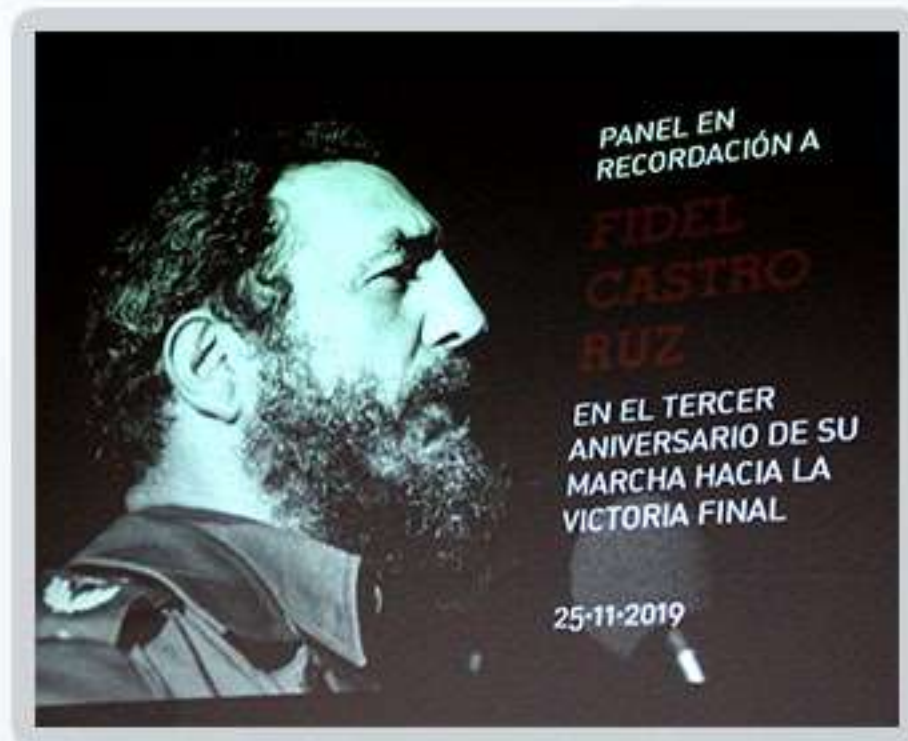 PANEL EN
RECORDACIÓN A
FIDEL
CASTRO
RUZ
EN EL TERCER
ANIVERSARIO DE SU
MARCHA HACIA LA
VICTORIA FINAL
25·11·2019